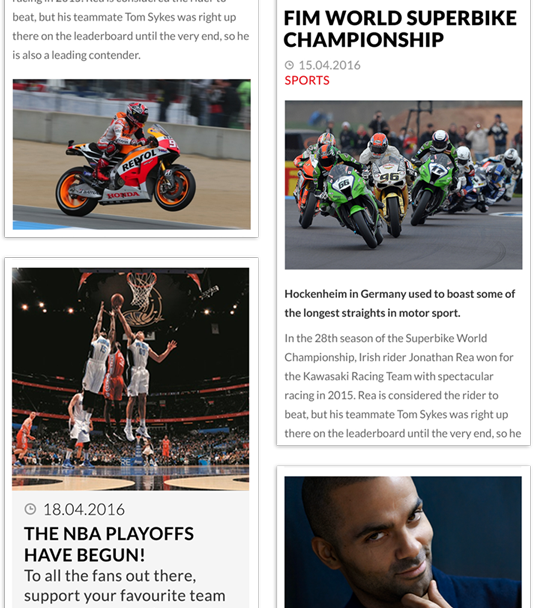 beat, but his teammate Tom Sykes was right up
there on the leaderboard until the very end, so he
is also a leading contender.
REPSOL
HONDA
18.04.2016
THE NBA PLAYOFFS
HAVE BEGUN!
To all the fans out there,
support your favourite team
FIM WORLD SUPERBIKE
CHAMPIONSHIP
15.04.2016
SPORTS
66
96
Hockenheim in Germany used to boast some of
the longest straights in motor sport.
In the 28th season of the Superbike World
Championship, Irish rider Jonathan Rea won for
the Kawasaki Racing Team with spectacular
racing in 2015. Rea is considered the rider to
beat, but his teammate Tom Sykes was right up
there on the leaderboard until the very end, so he